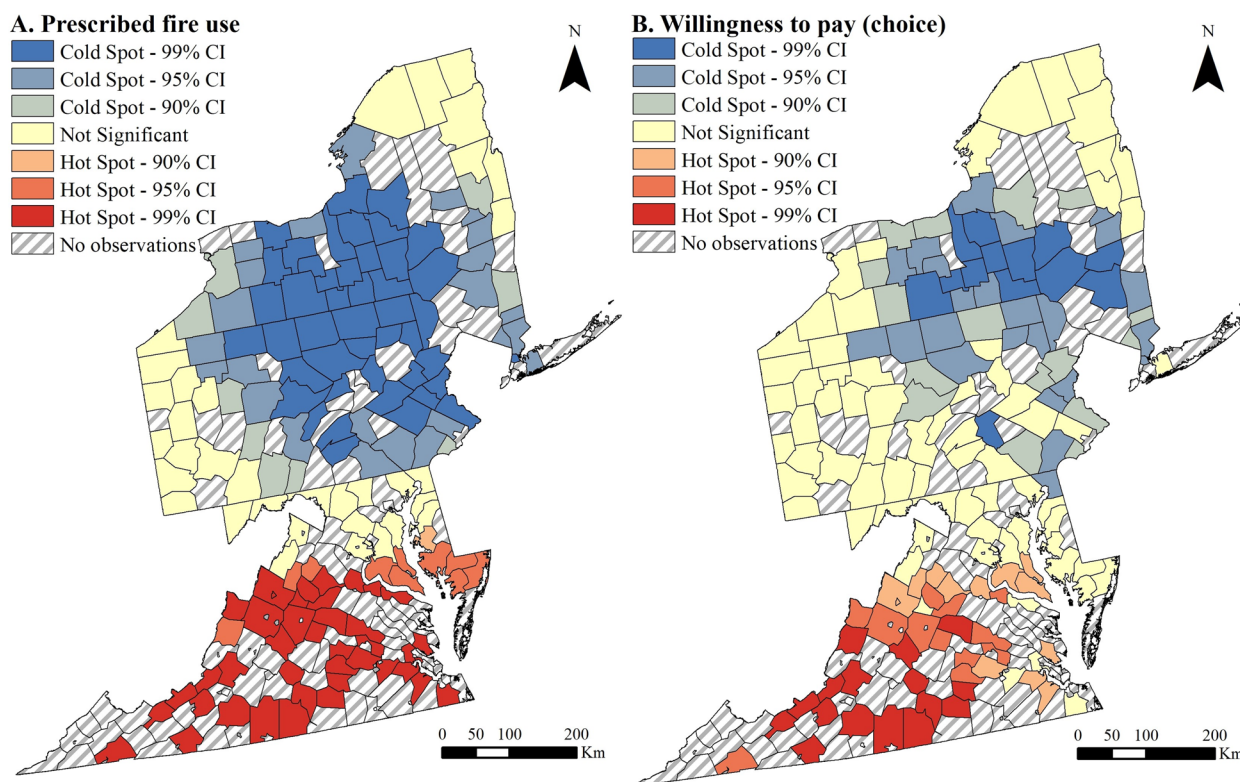 A. Prescribed fire use
Cold Spot - 99% CI
Cold Spot - 95% CI
Cold Spot - 90% CI
Not Significant
Hot Spot - 90% CI
Hot Spot - 95% CI
Hot Spot - 99% CI
No observations
N
0 50 100 200
Km
B. Willingness to pay (choice)
Cold Spot - 99% CI
Cold Spot - 95% CI
Cold Spot - 90% CI
Not Significant
Hot Spot - 90% CI
Hot Spot - 95% CI
Hot Spot - 99% CI
No observations
N
0 50 100 200
Km